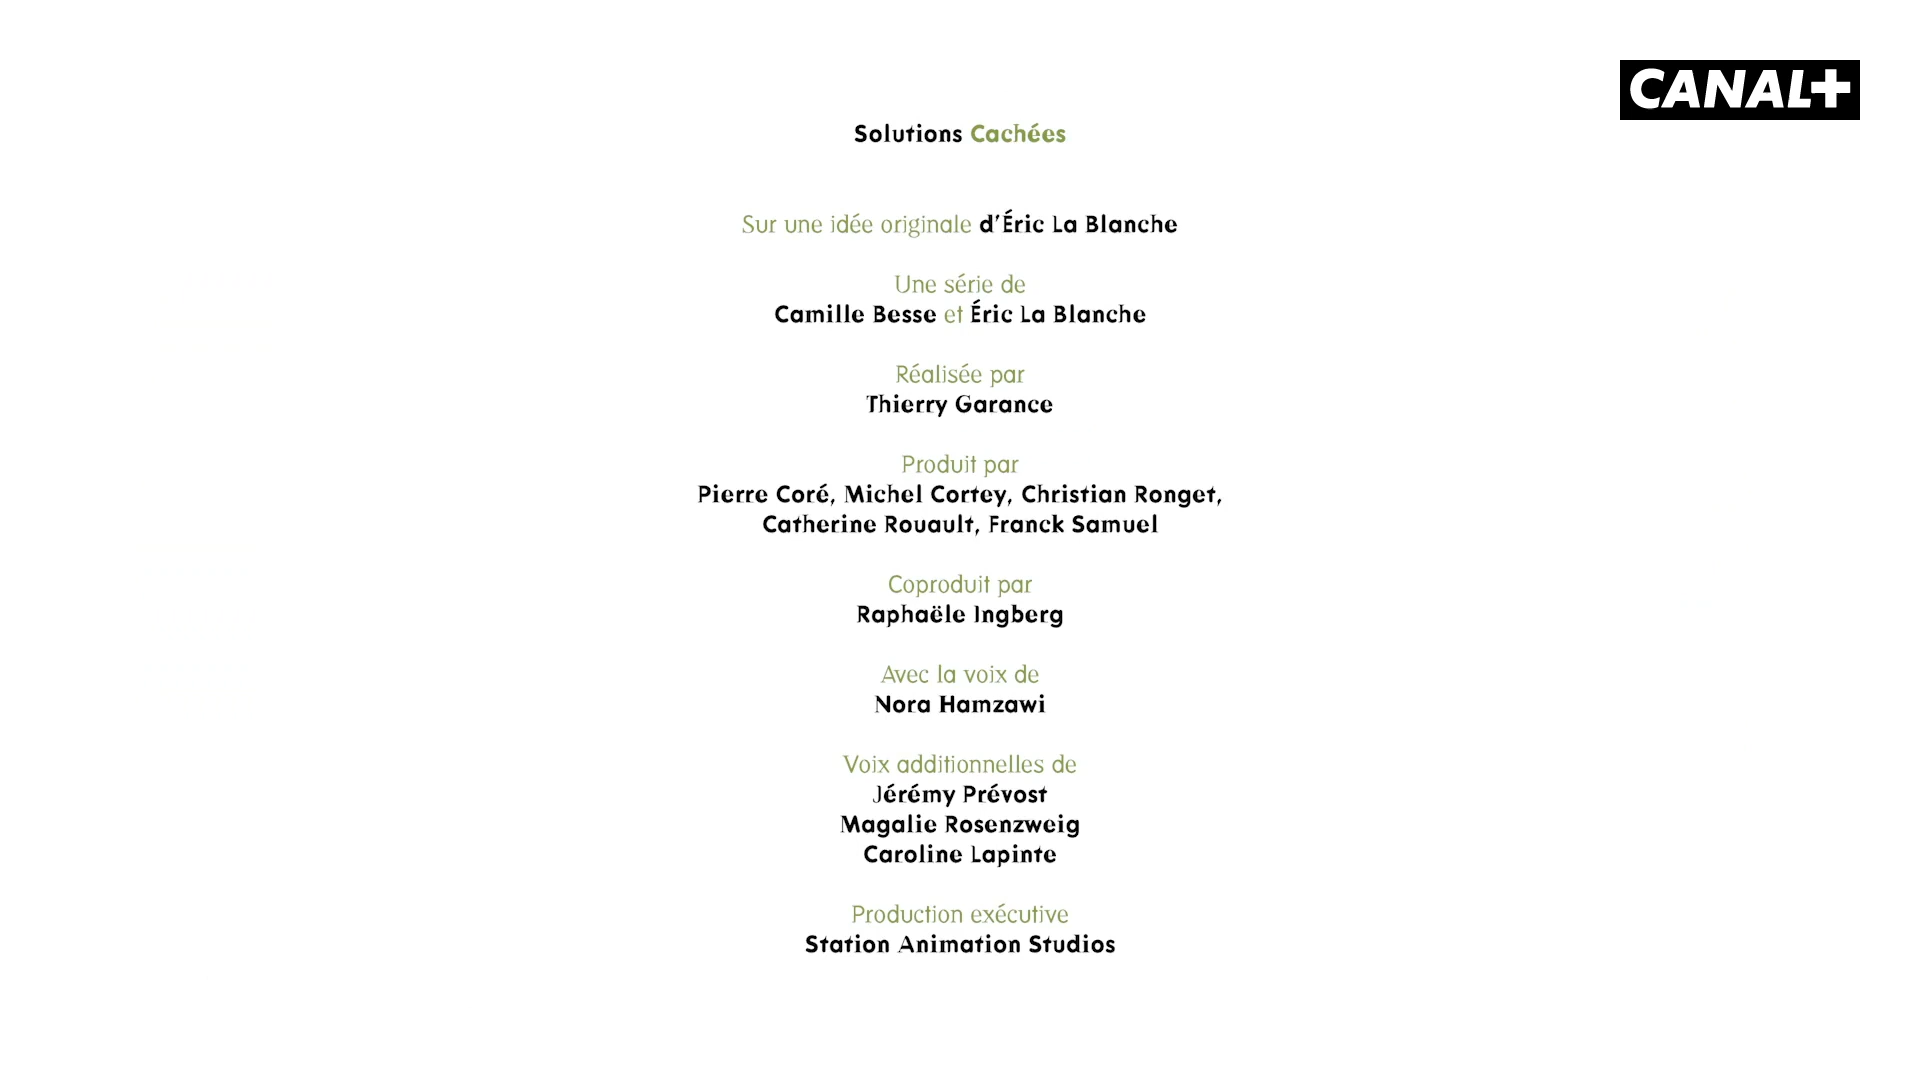 CANAL+
Solutions Cachées
Sur une idée originale d'Éric La Blanche
Une série de
Camille Besse et Éric La Blanche
Réalisée par
Thierry Garance
Produit par
Pierre Coré, Michel Cortey, Christian Ronget,
Catherine Rouault, Franck Samuel
Coproduit par
Raphaële Ingberg
Avec la voix de
Nora Hamzawi
Voix additionnelles de
Jérémy Prévost
Magalie Rosenzweig
Caroline Lapinte
Production exécutive
Station Animation Studios